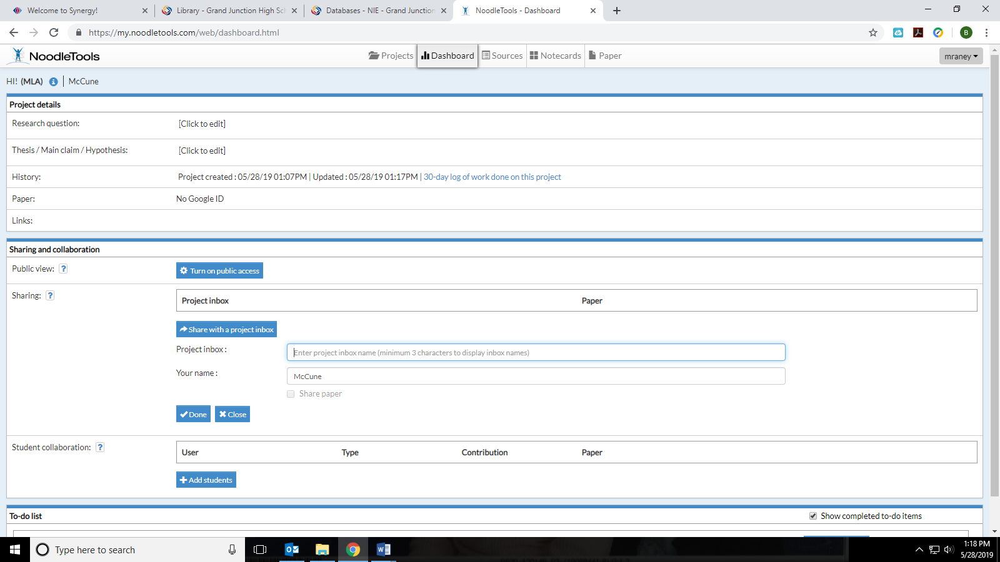 Welcome to Synergy!
Library - Grand Junction High Sch
Databases - NIE - Grand Junction
NoodleTools - Dashboard
https://my.noodletools.com/web/dashboard.html
B
NoodleTools
Projects
Dashboard
Sources
Notecards
Paper
mraney
HI! (MLA) | McCune
Project details
Research question: [Click to edit]
Thesis / Main claim / Hypothesis: [Click to edit]
History: Project created : 05/28/19 01:07PM | Updated : 05/28/19 01:17PM | 30-day log of work done on this project
Paper: No Google ID
Links:
Sharing and collaboration
Public view: ? Turn on public access
Sharing: ? Project inbox Paper
Share with a project inbox
Project inbox : Enter project inbox name (minimum 3 characters to display inbox names)
Your name : McCune
Share paper
Done Close
Student collaboration: ? User Type Contribution Paper
Add students
To-do list Show completed to-do items
Type here to search
1:18 PM
5/28/2019